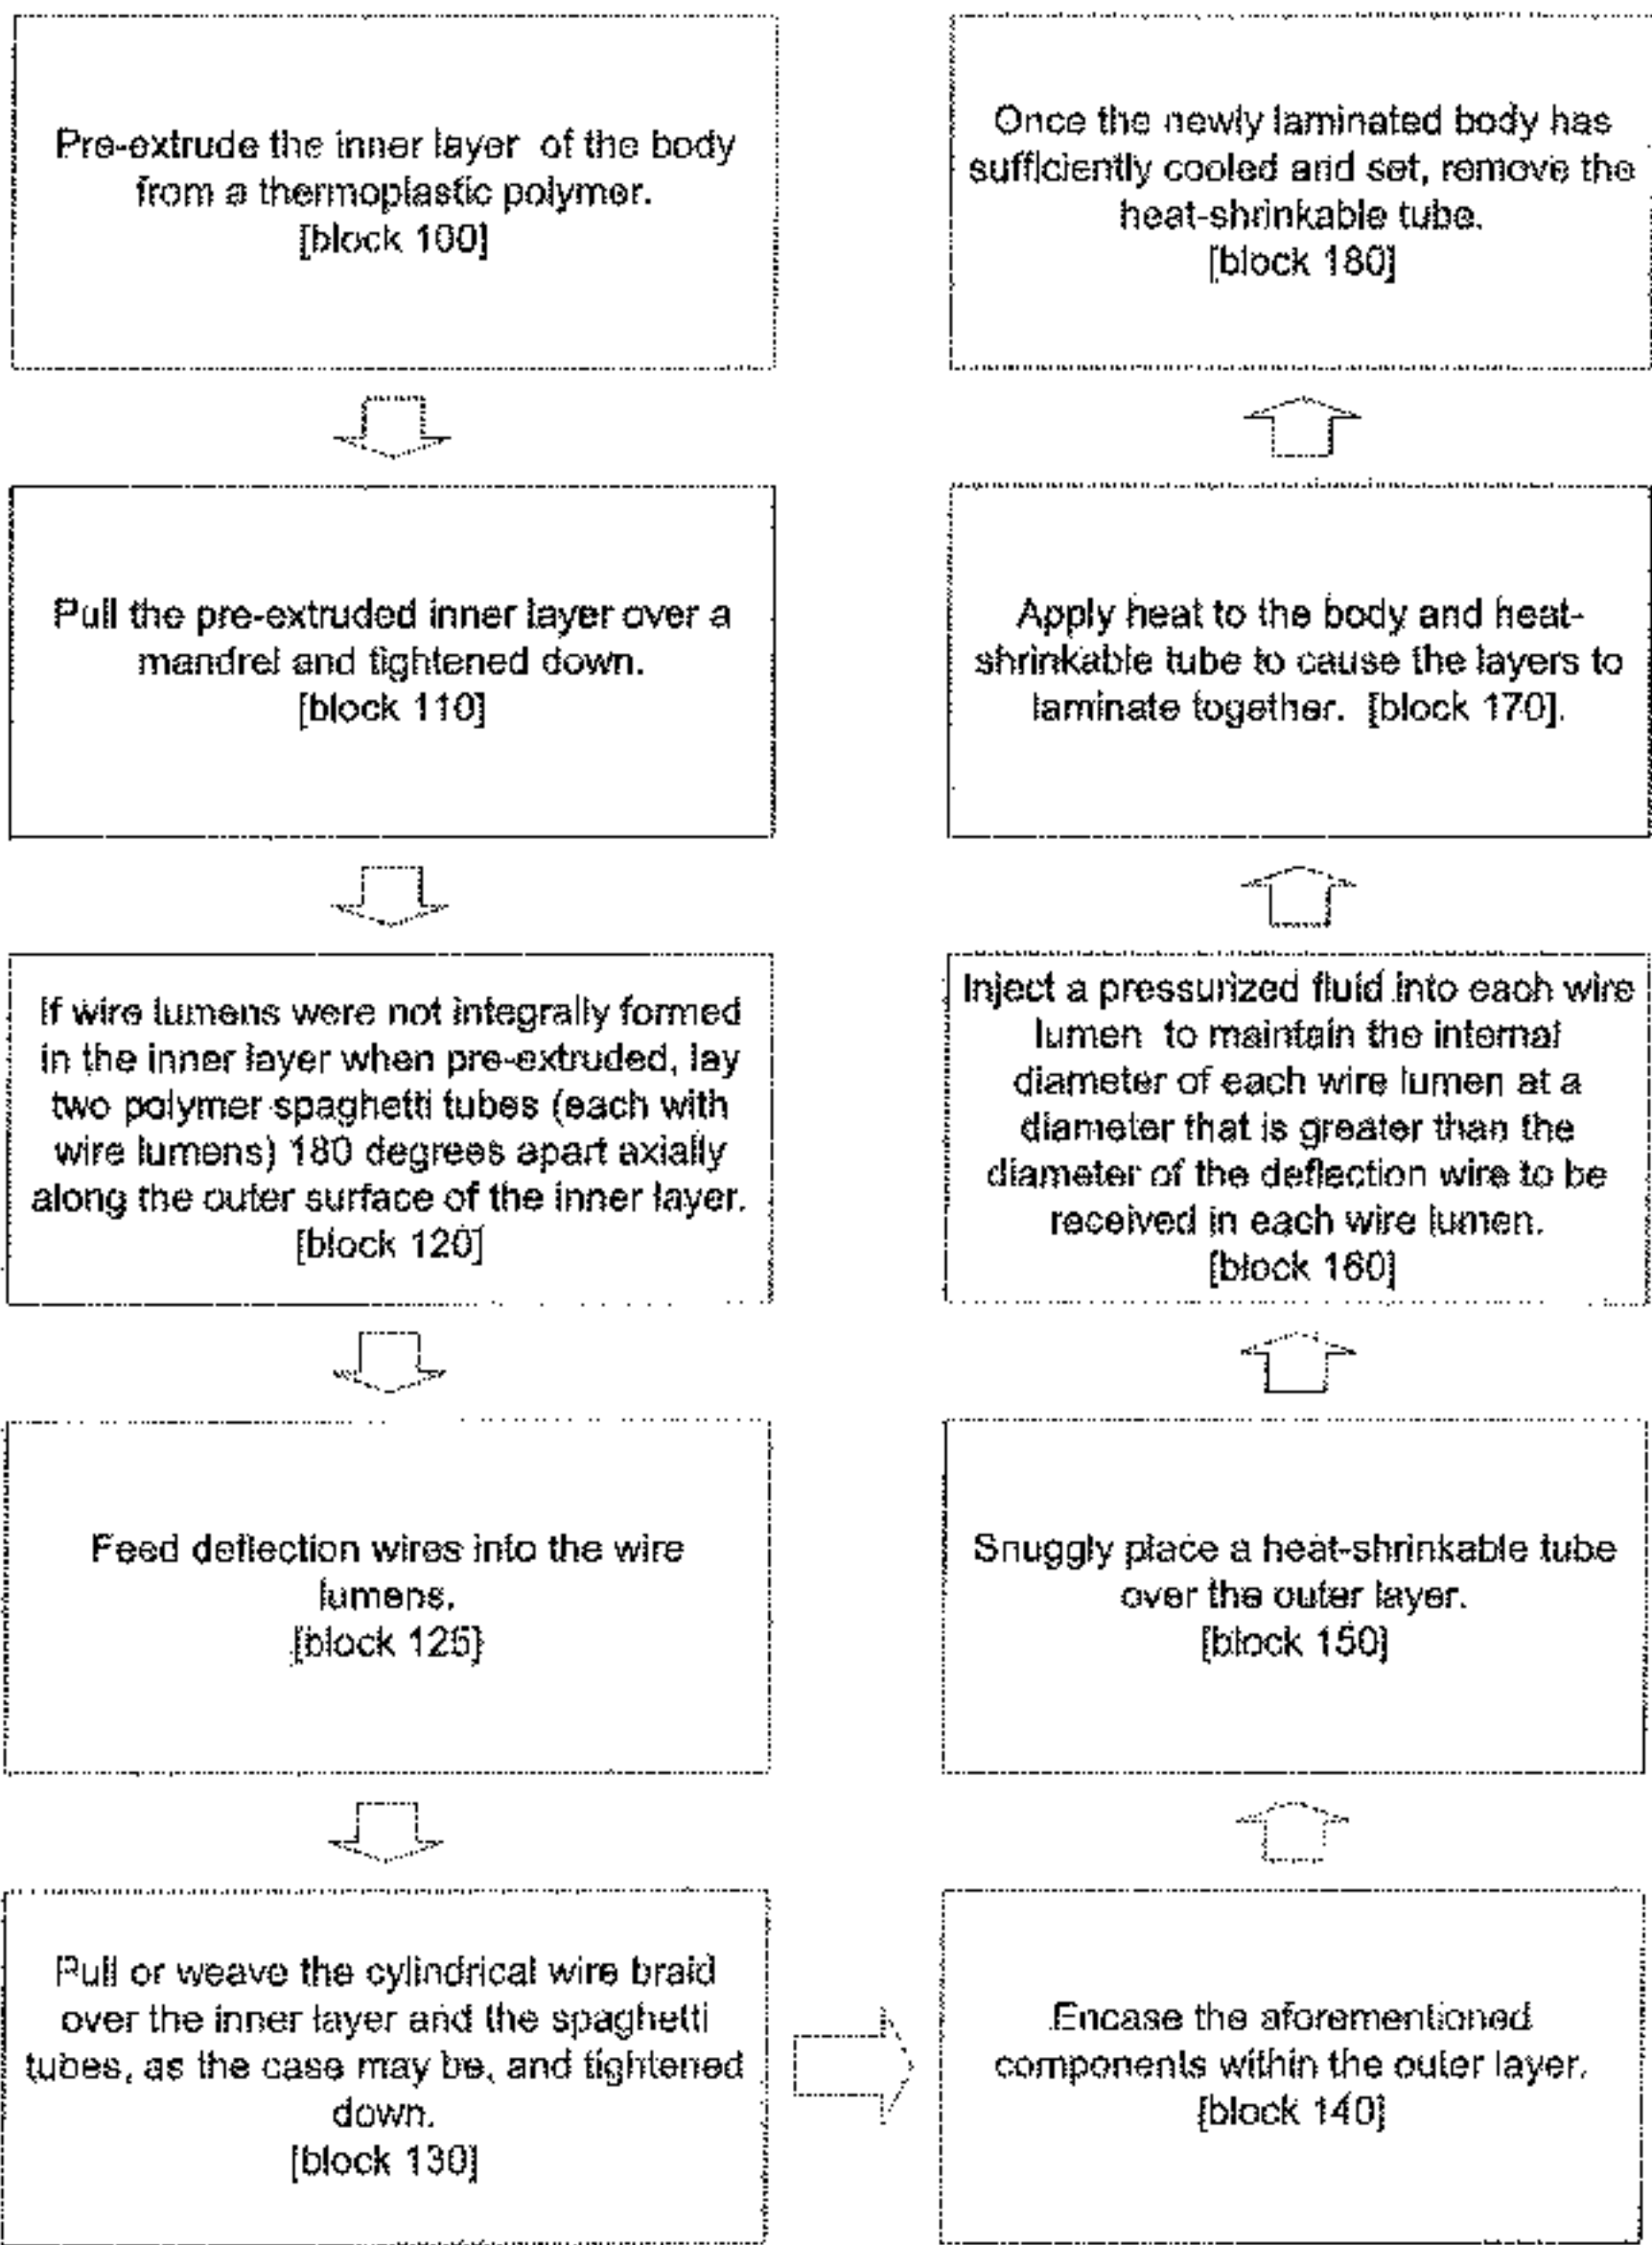 Pre-extrude the inner layer of the body
from a thermoplastic polymer.
[block 100]
Pull the pre-extruded inner layer over a
mandrel and tightened down.
[block 110]
If wire lumens were not integrally formed
in the inner layer when pre-extruded, lay
two polymer spaghetti tubes (each with
wire lumens) 180 degrees apart axially
along the outer surface of the inner layer.
[block 120]
Feed deflection wires into the wire
lumens.
[block 125]
Pull or weave the cylindrical wire braid
over the inner layer and the spaghetti
tubes, as the case may be, and tightened
down.
[block 130]
Encase the aforementioned
components within the outer layer.
[block 140]
Snuggly place a heat-shrinkable tube
over the outer layer.
[block 150]
Inject a pressurized fluid into each wire
lumen to maintain the internal
diameter of each wire lumen at a
diameter that is greater than the
diameter of the deflection wire to be
received in each wire lumen.
[block 160]
Apply heat to the body and heat-
shrinkable tube to cause the layers to
laminate together. [block 170].
Once the newly laminated body has
sufficiently cooled and set, remove the
heat-shrinkable tube.
[block 180]